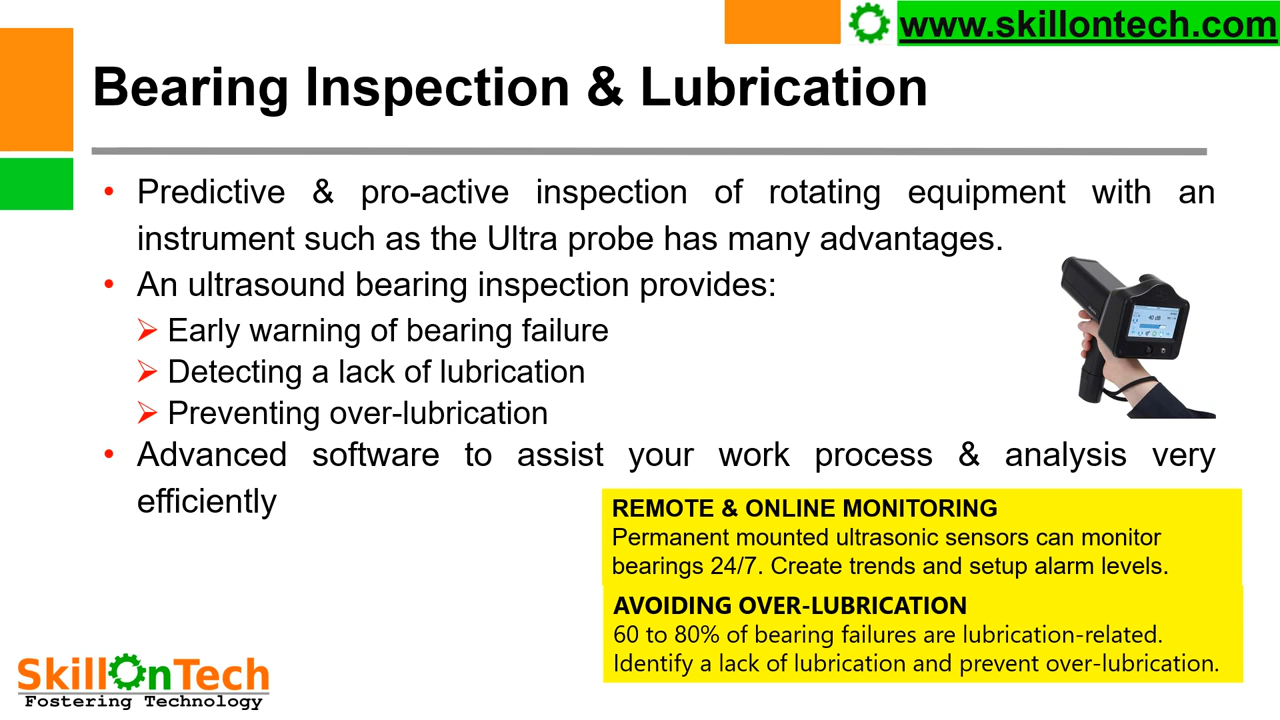 www.skillontech.com
Bearing Inspection & Lubrication
• Predictive & pro-active inspection of rotating equipment with an
instrument such as the Ultra probe has many advantages.
• An ultrasound bearing inspection provides:
➢ Early warning of bearing failure
➢ Detecting a lack of lubrication
➢ Preventing over-lubrication
• Advanced software to assist your work process & analysis very
efficiently
REMOTE & ONLINE MONITORING
Permanent mounted ultrasonic sensors can monitor
bearings 24/7. Create trends and setup alarm levels.
AVOIDING OVER-LUBRICATION
60 to 80% of bearing failures are lubrication-related.
Identify a lack of lubrication and prevent over-lubrication.
40 dB
SkillOnTech
Fostering Technology